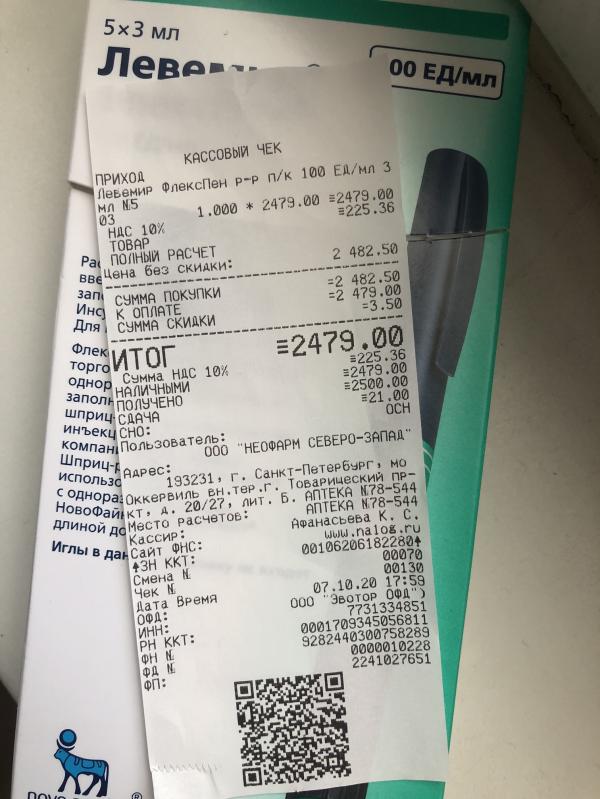 5×3 мл
00 ЕД/мл
КАССОВЫЙ ЧЕК
ПРИХОД
Левемир ФлексПен р-р п/к 100 ЕД/мл 3
мл №5
1.000 * 2479.00 ≡2479.00
03
НДС 10% ≡225.36
ТОВАР
ПОЛНЫЙ РАСЧЕТ
Цена без скидки: 2 482.50
СУММА ПОКУПКИ =2 482.50
К ОПЛАТЕ =2 479.00
СУММА СКИДКИ =3.50
ИТОГ ≡2479.00
Сумма НДС 10% ≡225.36
НАЛИЧНЫМИ ≡2479.00
ПОЛУЧЕНО ≡2500.00
СДАЧА ≡21.00
СНО: ОСН
Пользователь:
ООО "НЕОФАРМ СЕВЕРО-ЗАПАД"
Адрес:
193231, г. Санкт-Петербург, мо
Оккервиль вн.тер.г. Товарищеский пр-
кт, д. 20/27, лит. Б. АПТЕКА №78-544
Место расчетов: АПТЕКА №78-544
Кассир: Афанасьева К. С.
Сайт ФНС: www.nalog.ru
ЗН ККТ: 00106206182280
Смена № 00070
Чек № 00130
Дата Время 07.10.20 17:59
ОФД: ООО "Эвотор ОФД")
ИНН: 7731334851
РН ККТ: 0001709345056811
ФН № 9282440300758289
ФД № 0000010228
ФП: 2241027651
Иглы в дан